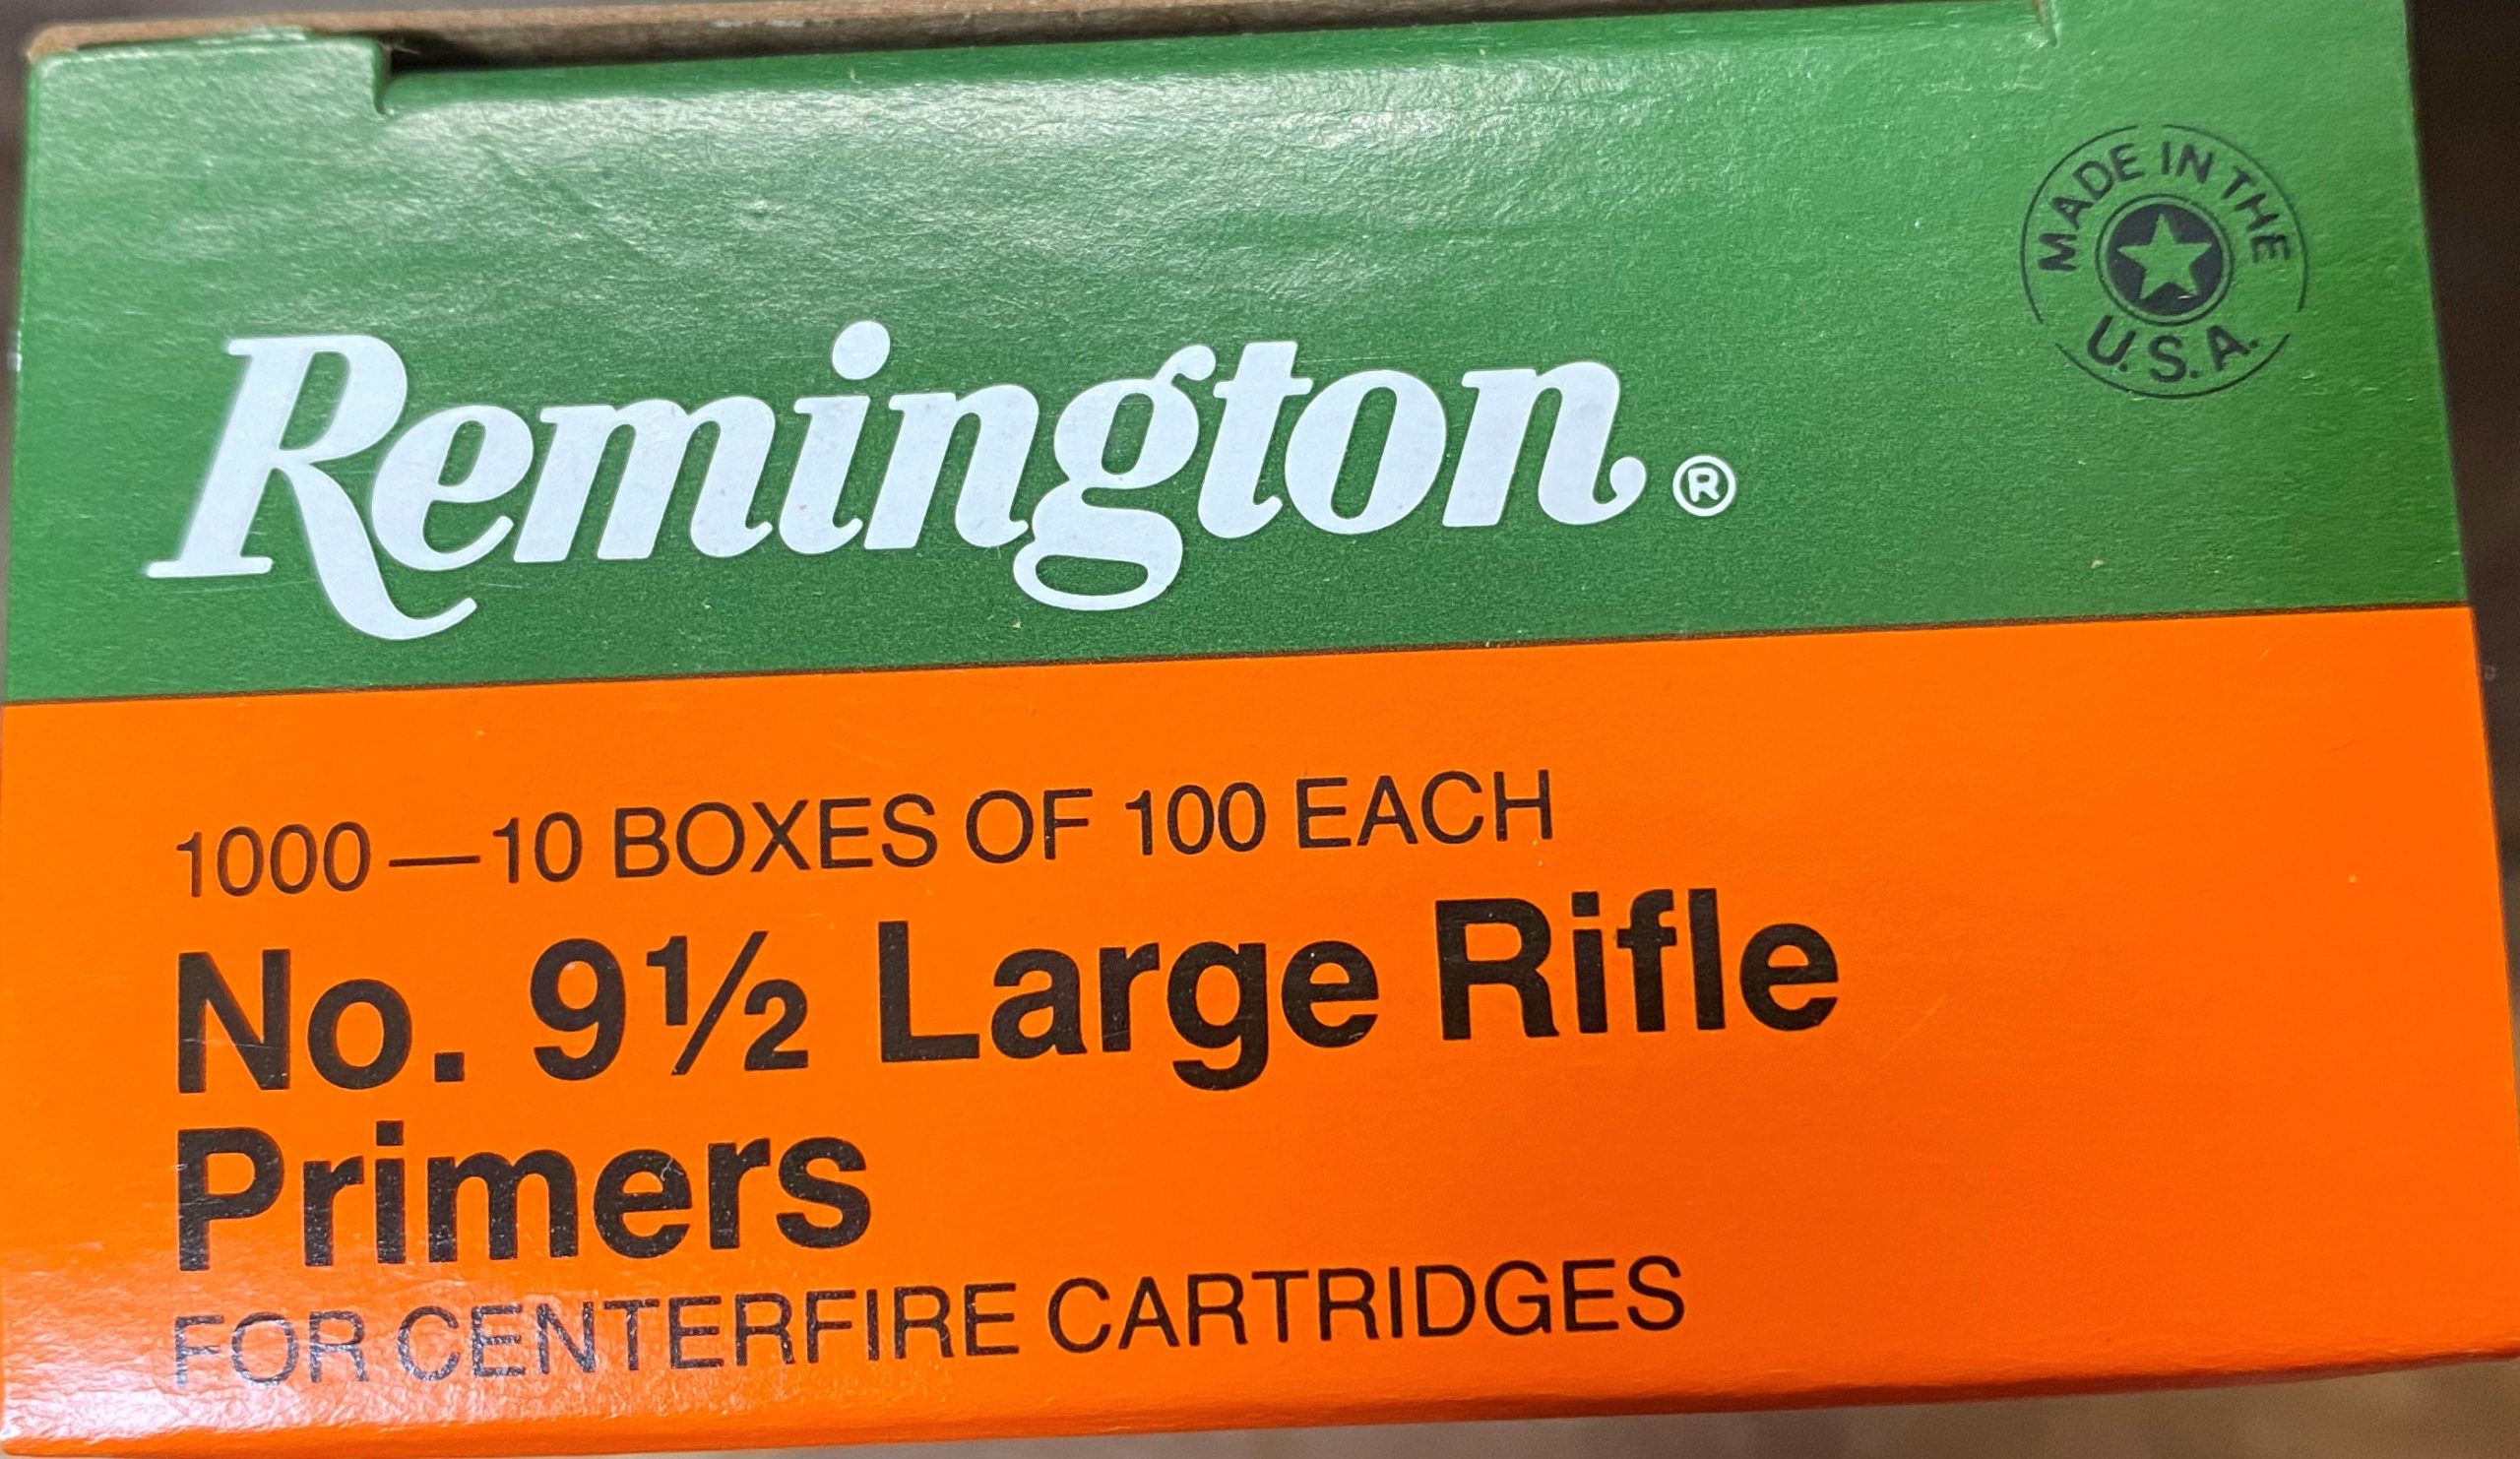 MADE IN THE
U.S.A.
Remington®
1000—10 BOXES OF 100 EACH
No. 9½ Large Rifle
Primers
FOR CENTERFIRE CARTRIDGES